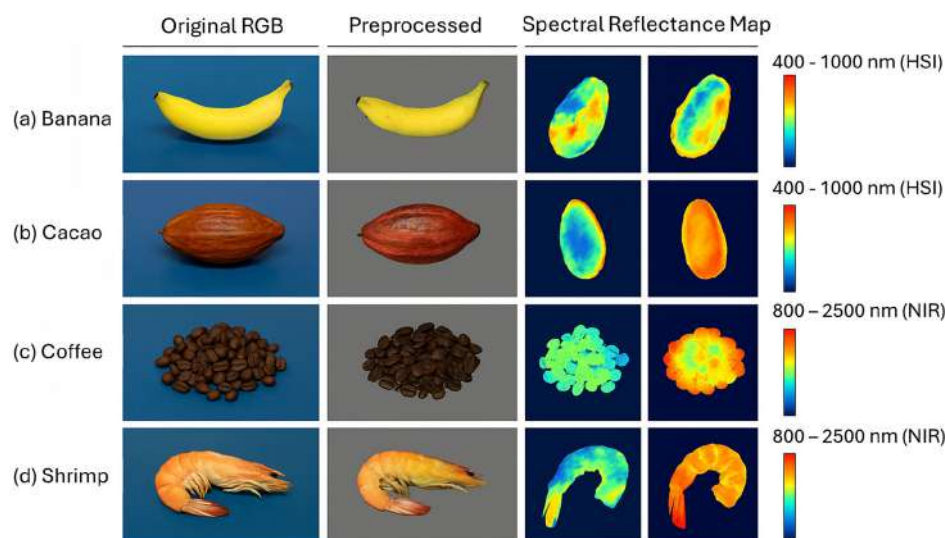 Original RGB
Preprocessed
Spectral Reflectance Map
400 - 1000 nm (HSI)
(a) Banana
400 - 1000 nm (HSI)
(b) Cacao
800 – 2500 nm (NIR)
(c) Coffee
800 – 2500 nm (NIR)
(d) Shrimp